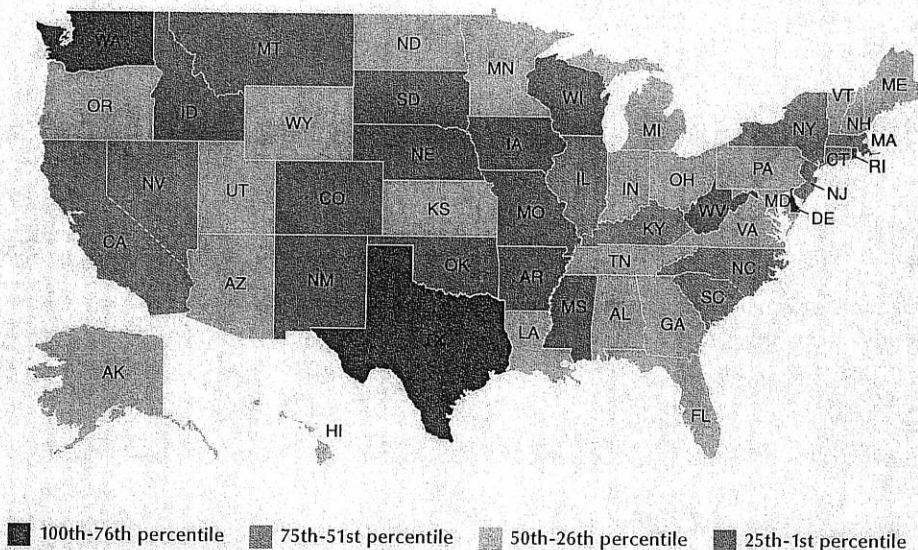 WA
MT
ND
MN
ME
VT
OR
ID
SD
WI
NY
NH
WY
MI
MA
CT
RI
NE
IA
PA
NV
UT
IL
IN
OH
NJ
CO
MD
DE
KS
MO
WV
VA
CA
KY
NC
TN
AZ
NM
OK
AR
SC
MS
AL
GA
TX
LA
AK
FL
HI
100th-76th percentile
75th-51st percentile
50th-26th percentile
25th-1st percentile